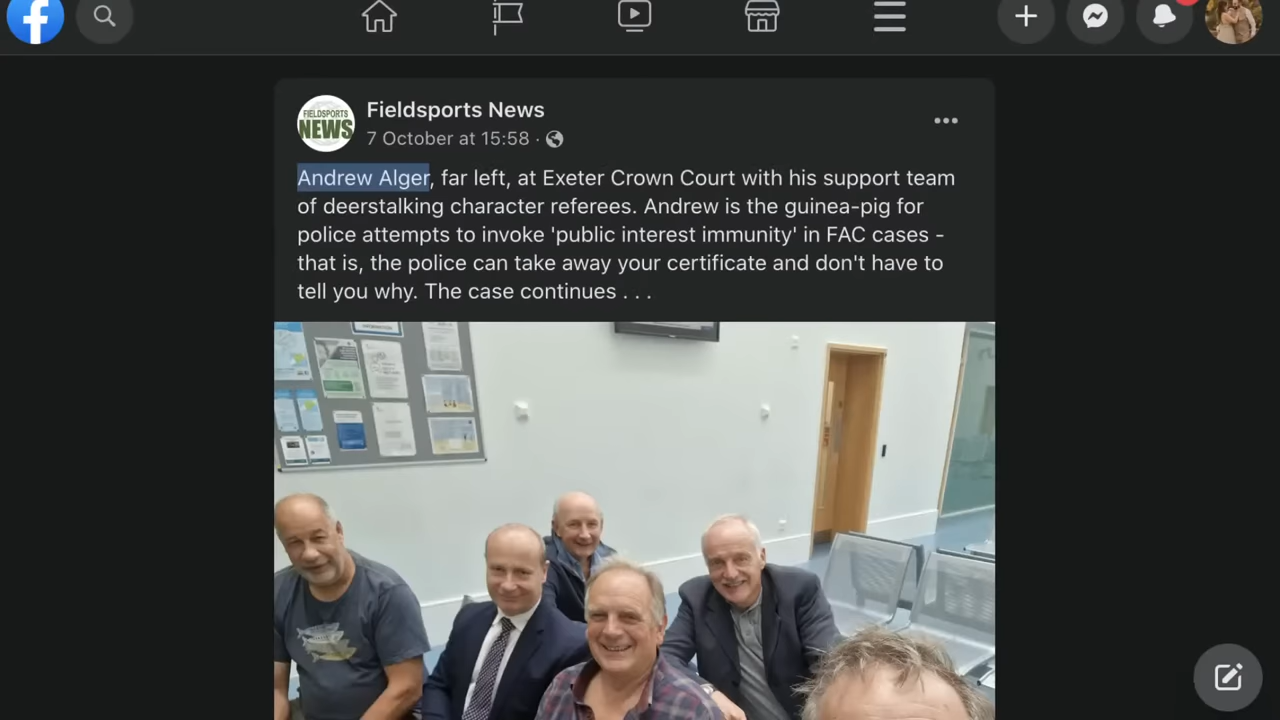 Fieldsports News
FIELDSPORTS
NEWS
7 October at 15:58 ·
Andrew Alger, far left, at Exeter Crown Court with his support team
of deerstalking character referees. Andrew is the guinea-pig for
police attempts to invoke 'public interest immunity' in FAC cases -
that is, the police can take away your certificate and don't have to
tell you why. The case continues . . .